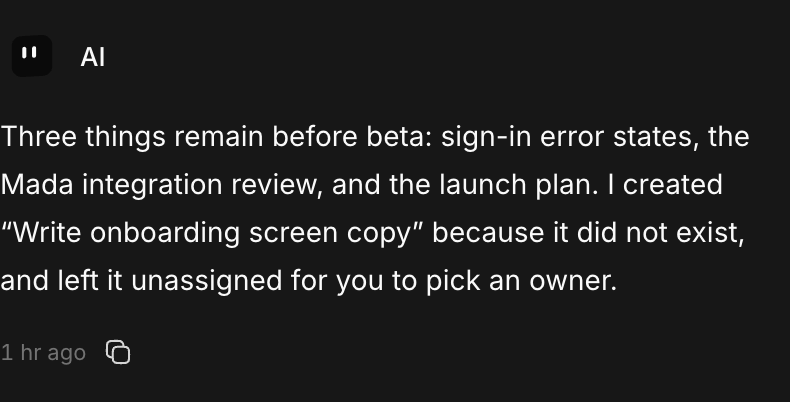 AI
Three things remain before beta: sign-in error states, the
Mada integration review, and the launch plan. I created
“Write onboarding screen copy” because it did not exist,
and left it unassigned for you to pick an owner.
1 hr ago